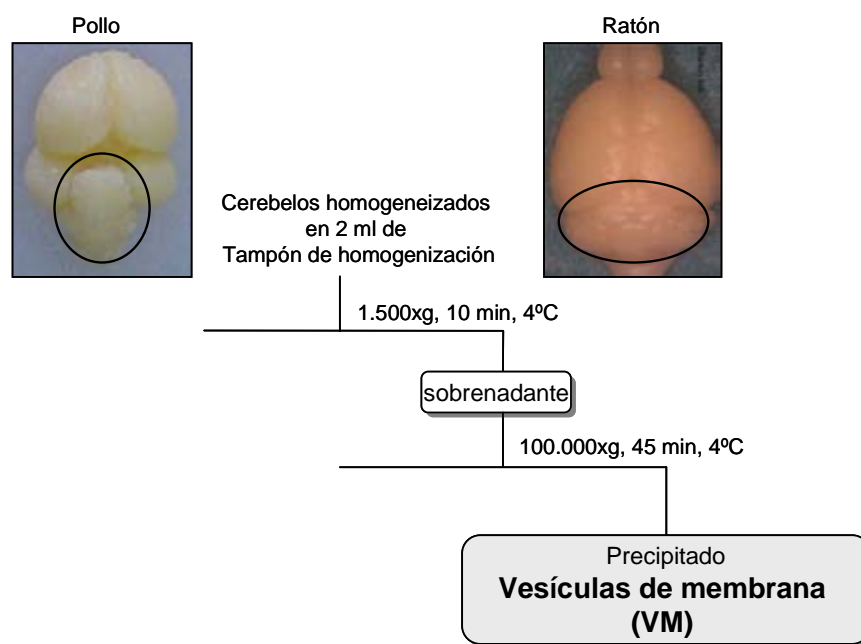 Pollo
Ratón
Cerebelos homogeneizados
en 2 ml de
Tampón de homogenización
1.500xg, 10 min, 4ºC
sobrenadante
100.000xg, 45 min, 4ºC
Precipitado
Vesículas de membrana
(VM)